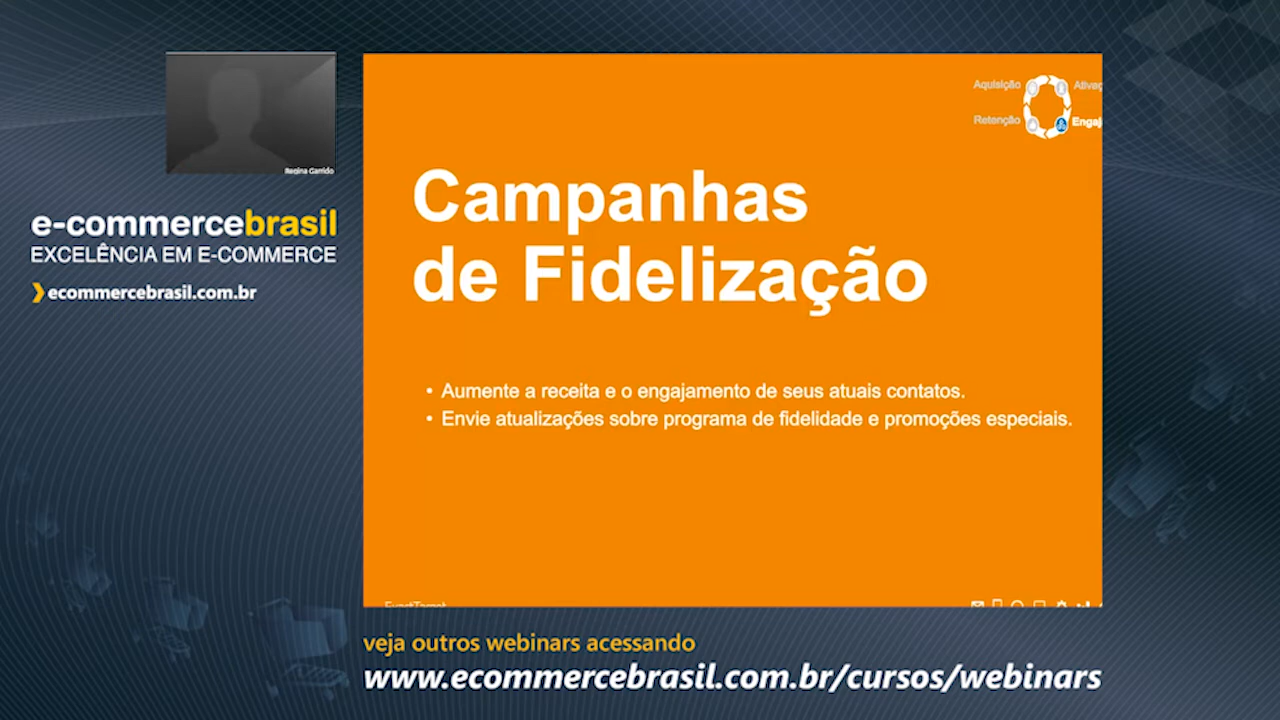 Regina Garrido
e-commercebrasil
EXCELÊNCIA EM E-COMMERCE
ecommercebrasil.com.br
Aquisição
Retenção
Campanhas
de Fidelização
• Aumente a receita e o engajamento de seus atuais contatos.
• Envie atualizações sobre programa de fidelidade e promoções especiais.
veja outros webinars acessando
www.ecommercebrasil.com.br/cursos/webinars